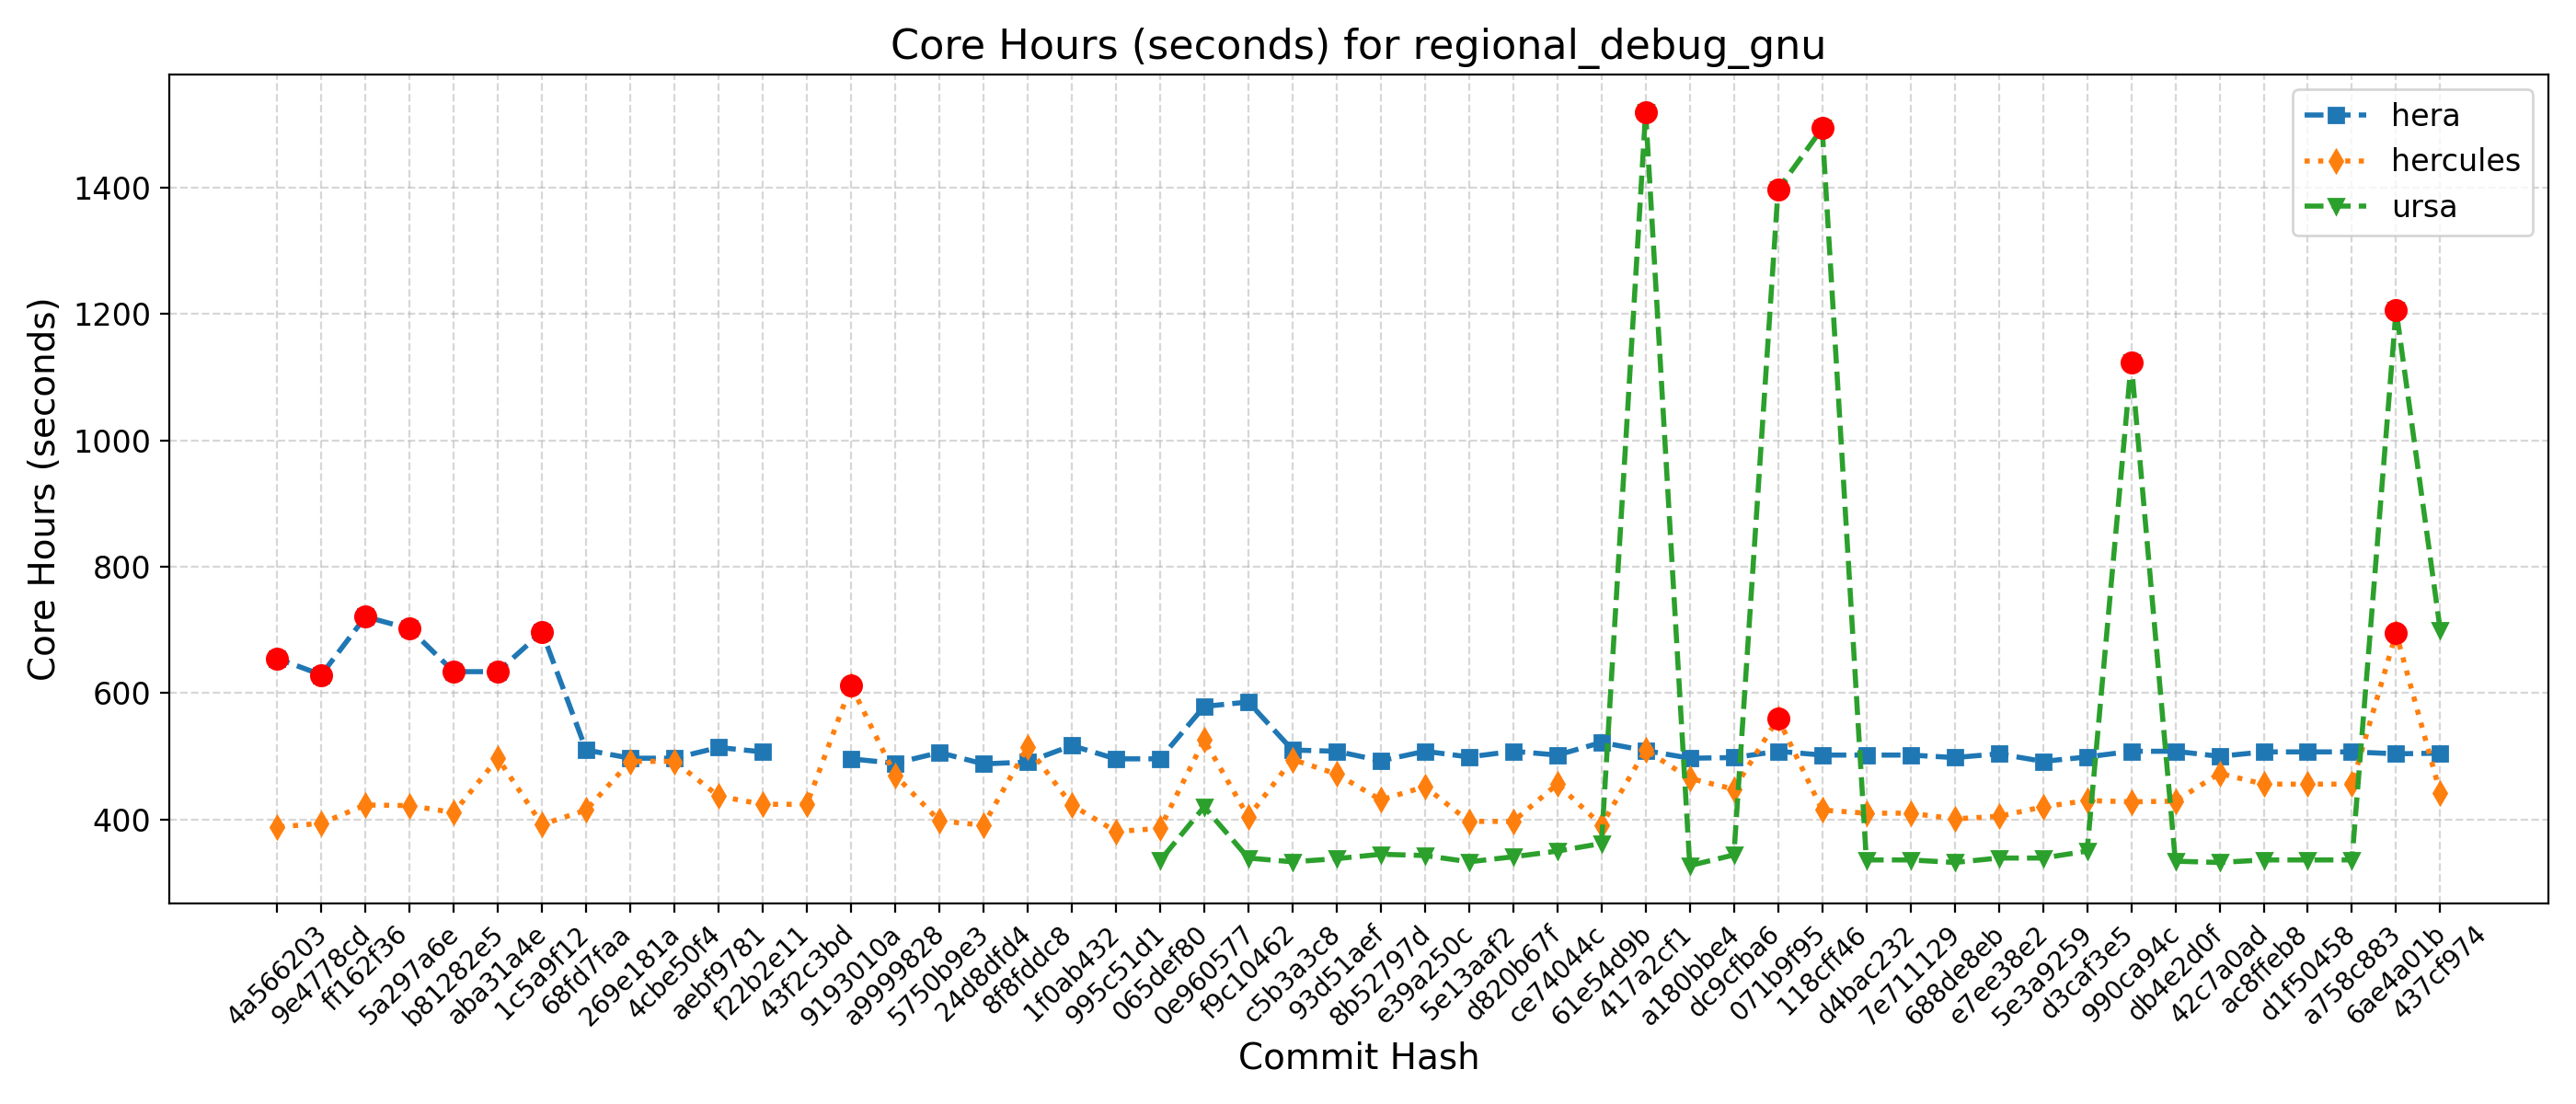 Core Hours (seconds) for regional_debug_gnu
hera
hercules
ursa
Core Hours (seconds)
1400
1200
1000
800
600
400
4a566203
9e4778cd
ff162f36
5a297a6e
b81282e5
aba31a4e
1c5a9f12
68fd7faa
269e181a
4cbe50f4
aebf9781
f22b2e11
43f2c3bd
9193010a
a9999828
5750b9e3
24d8dfd4
8f8fddc8
1f0ab432
995c51d1
065def80
0e960577
f9c10462
c5b3a3c8
93d51aef
8b52797d
e39a250c
5e13aaf2
d820b67f
ce74044c
61e54d9b
417a2cf1
a180bbe4
dc9cfba6
071b9f95
118cff46
d4bac232
7e711129
688de8eb
e7ee38e2
5e3a9259
d3caf3e5
990ca94c
db4e2d0f
42c7a0ad
ac8ffeb8
d1f50458
a758c883
6ae4a01b
437cf974
Commit Hash